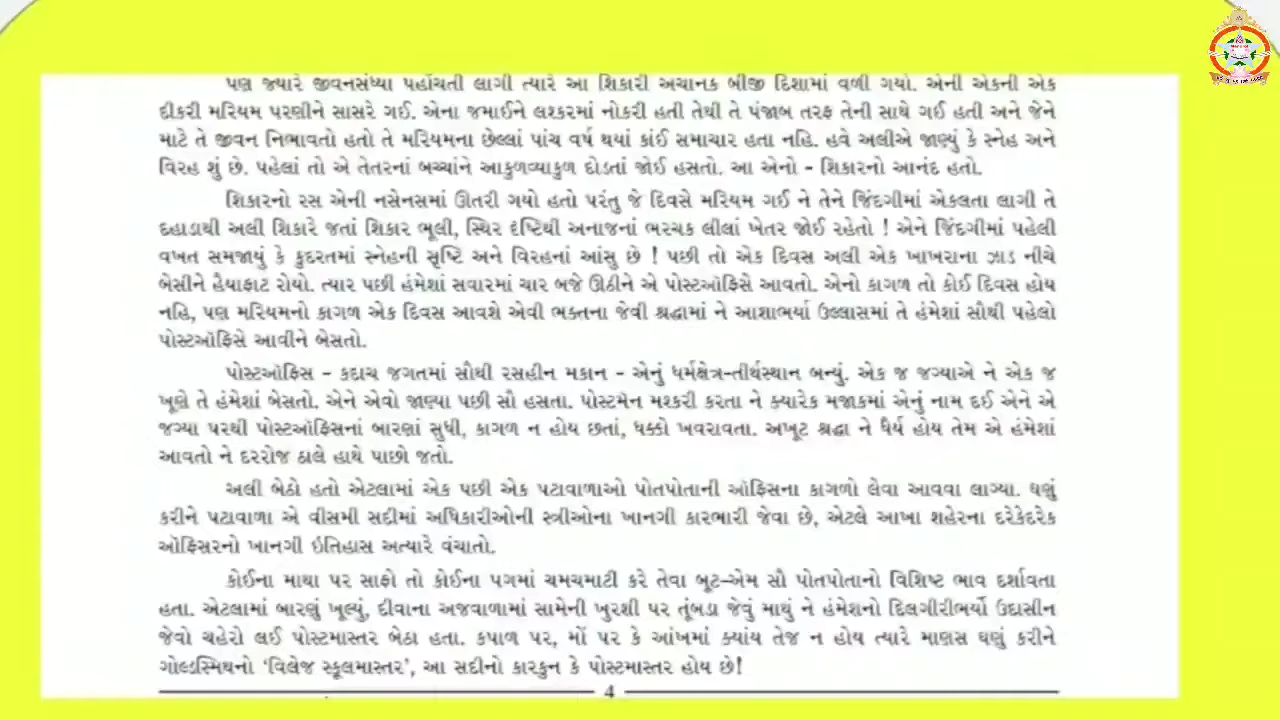 પણ જ્યારે જીવનસંધ્યા પહોંચતી લાગી ત્યારે આ શિકારી અચાનક બીજી દિશામાં વળી ગયો. એની એકની એક
દીકરી મરિયમ પરણીને સાસરે ગઈ. એના જમાઈને લશ્કરમાં નોકરી હતી તેથી તે પંજાબ તરફ તેની સાથે ગઈ હતી અને જેને
માટે તે જીવન નિભાવતો હતો તે મરિયમના છેલ્લાં પાંચ વર્ષ થયાં કાંઈ સમાચાર હતા નહિ. હવે અલીએ જાણ્યું કે સ્નેહ અને
વિરહ શું છે. પહેલાં તો એ તેતરનાં બચ્ચાંને આકુળવ્યાકુળ દોડતાં જોઈ હસતો. આ એનો - શિકારનો આનંદ હતો.
શિકારનો રસ એની નસેનસમાં ઊતરી ગયો હતો પરંતુ જે દિવસે મરિયમ ગઈ ને તેને જિંદગીમાં એકલતા લાગી તે
દહાડાથી અલી શિકારે જતાં શિકાર ભૂલી, સ્થિર દૃષ્ટિથી અનાજનાં ભરચક લીલાં ખેતર જોઈ રહેતો ! એને જિંદગીમાં પહેલી
વખત સમજાયું કે કુદરતમાં સ્નેહની સૃષ્ટિ અને વિરહનાં આંસુ છે ! પછી તો એક દિવસ અલી એક ખાખરાના ઝાડ નીચે
બેસીને હૈયાફાટ રોયો. ત્યાર પછી હંમેશાં સવારમાં ચાર બજે ઊઠીને એ પોસ્ટઑફિસે આવતો. એનો કાગળ તો કોઈ દિવસ હોય
નહિ, પણ મરિયમનો કાગળ એક દિવસ આવશે એવી ભક્તના જેવી શ્રદ્ધામાં ને આશાભર્યા ઉલ્લાસમાં તે હંમેશાં સૌથી પહેલો
પોસ્ટઑફિસે આવીને બેસતો.
પોસ્ટઑફિસ - કદાચ જગતમાં સૌથી રસહીન મકાન - એનું ધર્મક્ષેત્ર-તીર્થસ્થાન બન્યું. એક જ જગ્યાએ ને એક જ
ખૂણે તે હંમેશાં બેસતો. એને એવો જાણ્યા પછી સૌ હસતા. પોસ્ટમેન મશ્કરી કરતા ને ક્યારેક મજાકમાં એનું નામ દઈ એને એ
જગ્યા પરથી પોસ્ટઑફિસનાં બારણાં સુધી, કાગળ ન હોય છતાં, ધક્કો ખવરાવતા. અખૂટ શ્રદ્ધા ને ધૈર્ય હોય તેમ એ હંમેશાં
આવતો ને દરરોજ ઠાલે હાથે પાછો જતો.
અલી બેઠો હતો એટલામાં એક પછી એક પટાવાળાઓ પોતપોતાની ઑફિસના કાગળો લેવા આવવા લાગ્યા. ઘણું
કરીને પટાવાળા એ વીસમી સદીમાં અધિકારીઓની સ્ત્રીઓના ખાનગી કારભારી જેવા છે, એટલે આખા શહેરના દરેકેદરેક
ઑફિસરનો ખાનગી ઇતિહાસ અત્યારે વંચાતો.
કોઈના માથા પર સાફો તો કોઈના પગમાં ચમચમાટી કરે તેવા બૂટ-એમ સૌ પોતપોતાનો વિશિષ્ટ ભાવ દર્શાવતા
હતા. એટલામાં બારણું ખૂલ્યું, દીવાના અજવાળામાં સામેની ખુરશી પર તૂંબડા જેવું માથું ને હંમેશનો દિલગીરીભર્યો ઉદાસીન
જેવો ચહેરો લઈ પોસ્ટમાસ્તર બેઠા હતા. કપાળ પર, મોં પર કે આંખમાં ક્યાંય તેજ ન હોય ત્યારે માણસ ઘણું કરીને
ગોલ્ડસ્મિથનો ‘વિલેજ સ્કૂલમાસ્તર’, આ સદીનો કારકુન કે પોસ્ટમાસ્તર હોય છે!
4